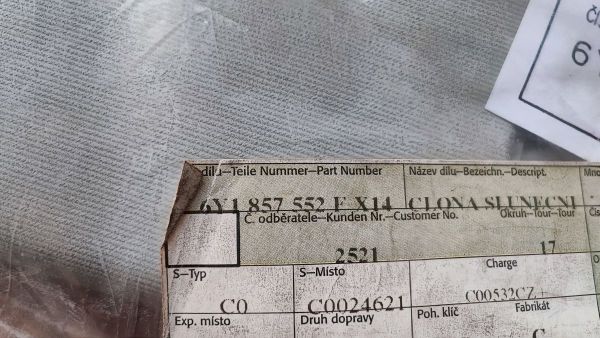 6
dílu–Teile Nummer–Part Number Název dílu–Bezeichn.–Descript.
6Y1 857 552 F X14 CLONA SLUNECNI
Č. odběratele–Kunden Nr.–Customer No. Okruh–Tour–Tour
2521 17
S–Typ S–Místo Charge
C0 C0024621 C00532CZ
Exp. místo Druh dopravy Poh. klíč Fabrikát